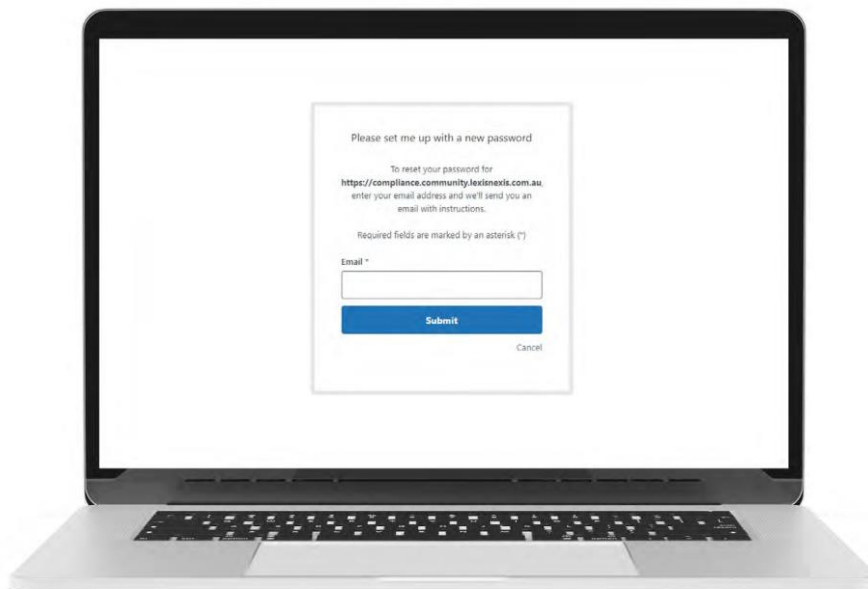 Please set me up with a new password
To reset your password for
https://compliance.community.lexisnexis.com.au,
enter your email address and we'll send you an
email with instructions.
Required fields are marked by an asterisk (*)
Email *
Submit
Cancel